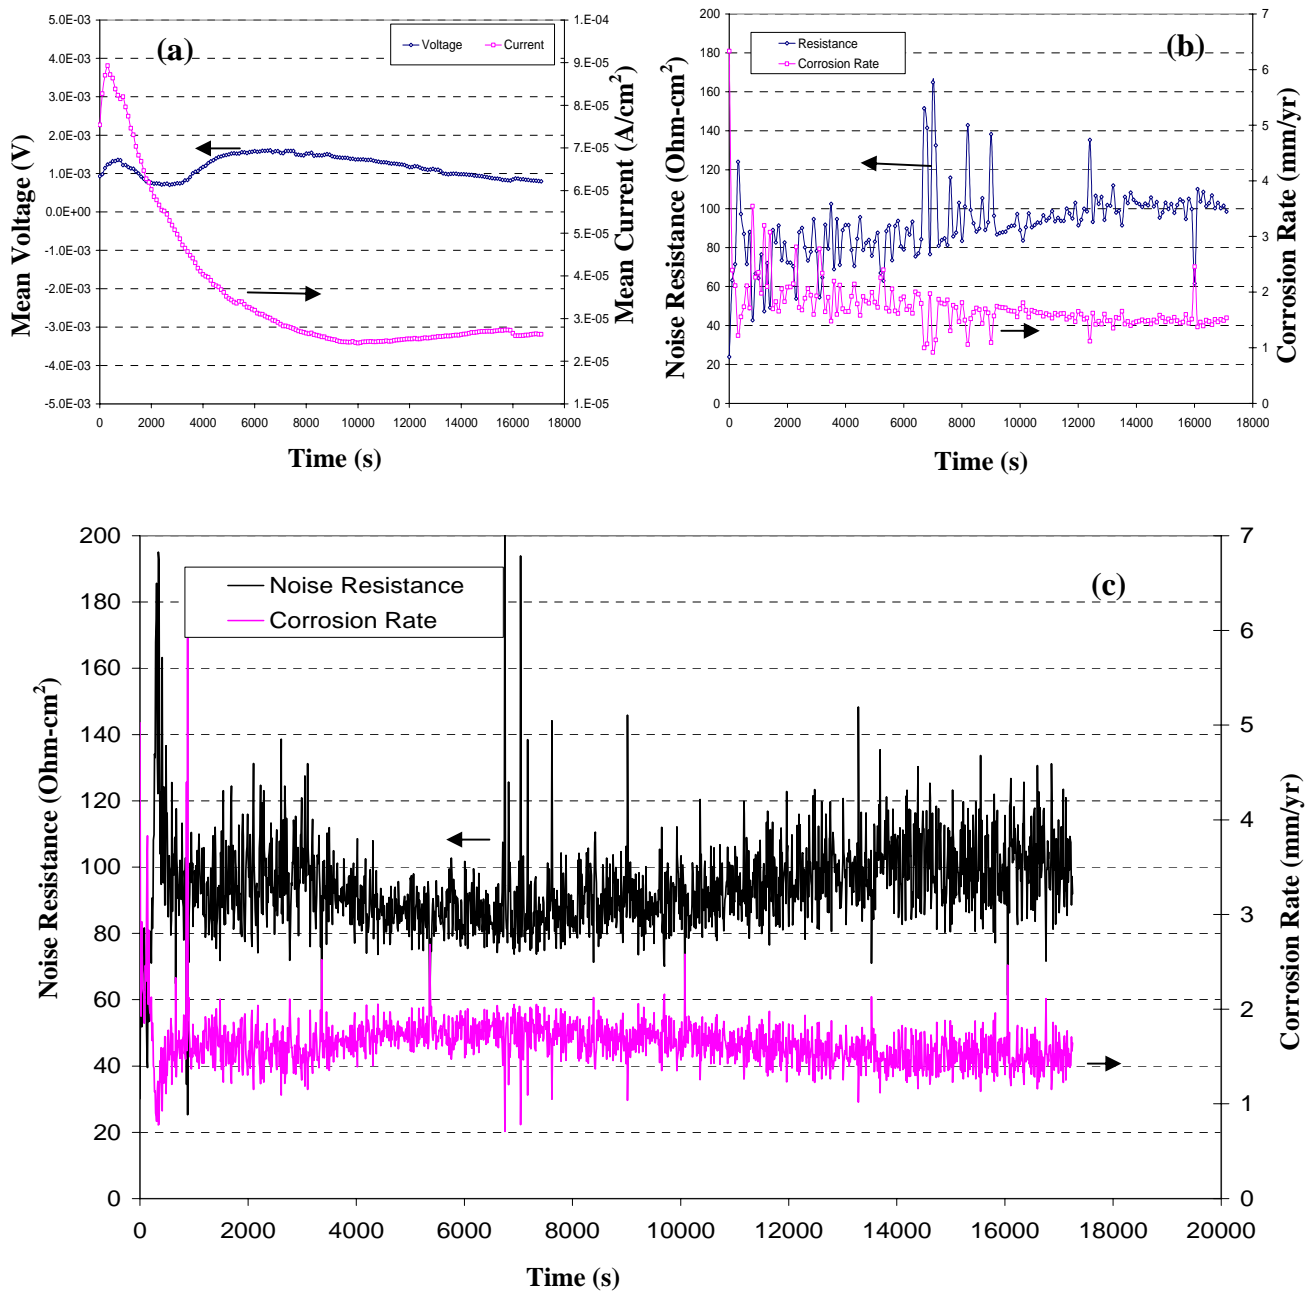 (a)
Voltage Current
5.0E-03
4.0E-03
3.0E-03
2.0E-03
1.0E-03
0.0E+00
-1.0E-03
-2.0E-03
-3.0E-03
-4.0E-03
-5.0E-03
Mean Voltage (V)
1.E-04
9.E-05
8.E-05
7.E-05
6.E-05
5.E-05
4.E-05
3.E-05
2.E-05
1.E-05
Mean Current (A/cm²)
0 2000 4000 6000 8000 10000 12000 14000 16000 18000
Time (s)
(b)
Resistance
Corrosion Rate
200
180
160
140
120
100
80
60
40
20
0
Noise Resistance (Ohm-cm²)
7
6
5
4
3
2
1
0
Corrosion Rate (mm/yr)
0 2000 4000 6000 8000 10000 12000 14000 16000 18000
Time (s)
(c)
Noise Resistance
Corrosion Rate
200
180
160
140
120
100
80
60
40
20
0
Noise Resistance (Ohm-cm²)
7
6
5
4
3
2
1
0
Corrosion Rate (mm/yr)
0 2000 4000 6000 8000 10000 12000 14000 16000 18000 20000
Time (s)